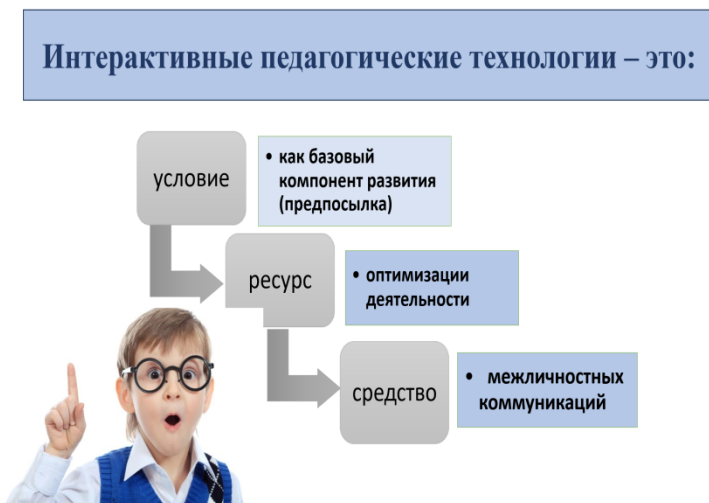 Интерактивные педагогические технологии – это:
условие
• как базовый
компонент развития
(предпосылка)
ресурс
• оптимизации
деятельности
средство
• межличностных
коммуникаций